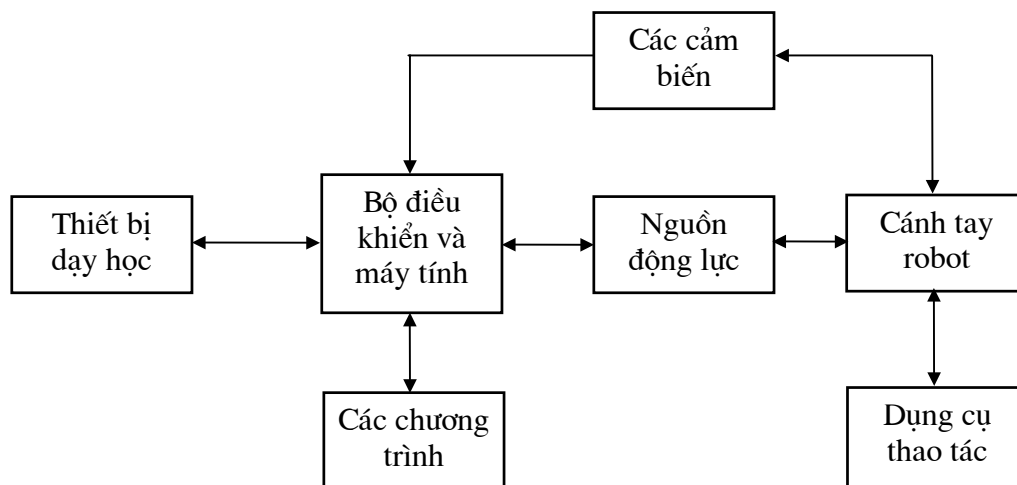 Các cảm
biến
Thiết bị
dạy học
Bộ điều
khiển và
máy tính
Nguồn
động lực
Cánh tay
robot
Các chương
trình
Dụng cụ
thao tác